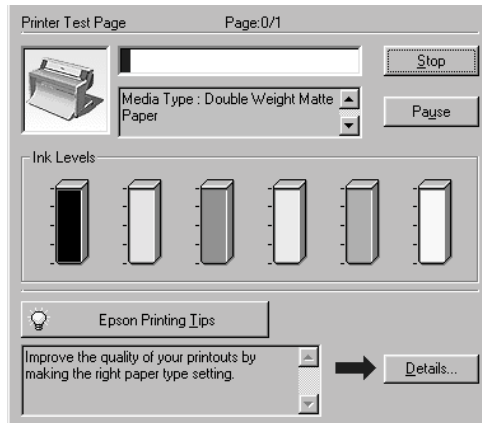 Printer Test Page Page:0/1
Stop
Media Type : Double Weight Matte
Paper
Pause
Ink Levels
Epson Printing Tips
Improve the quality of your printouts by
making the right paper type setting.
Details...